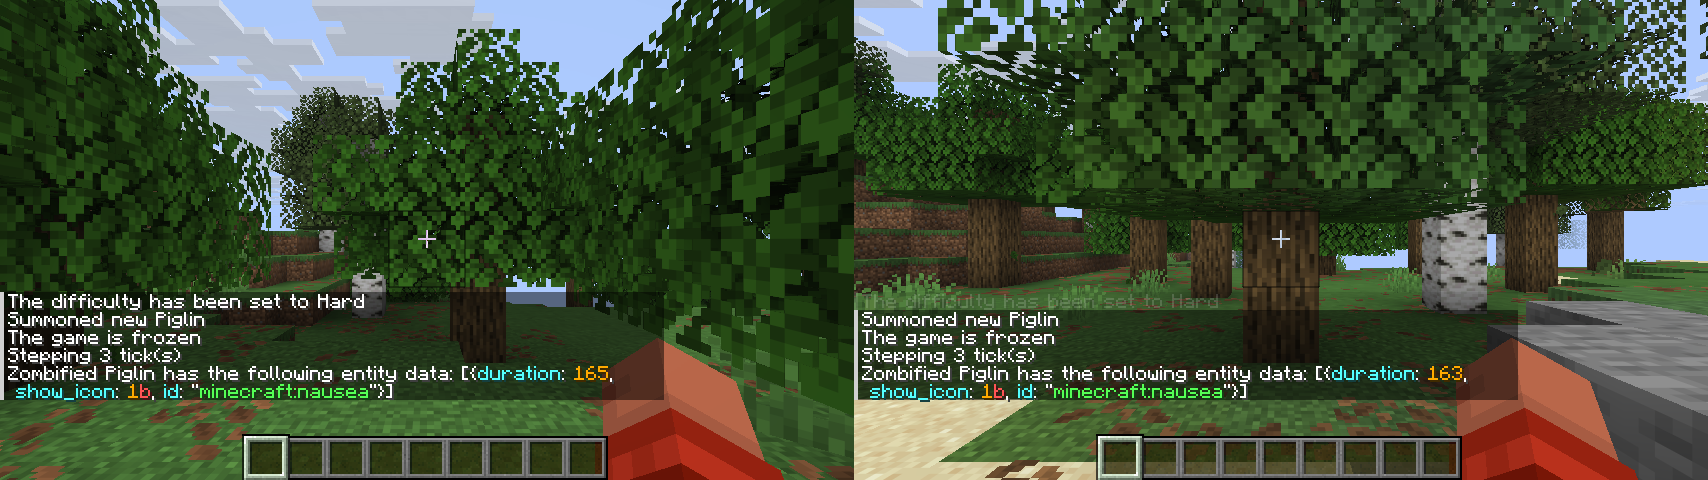 The difficulty has been set to Hard
Summoned new Piglin
The game is frozen
Stepping 3 tick(s)
Zombified Piglin has the following entity data: [{duration: 165,
show_icon: 1b, id: "minecraft:nausea"}]
The difficulty has been set to Hard
Summoned new Piglin
The game is frozen
Stepping 3 tick(s)
Zombified Piglin has the following entity data: [{duration: 163,
show_icon: 1b, id: "minecraft:nausea"}]